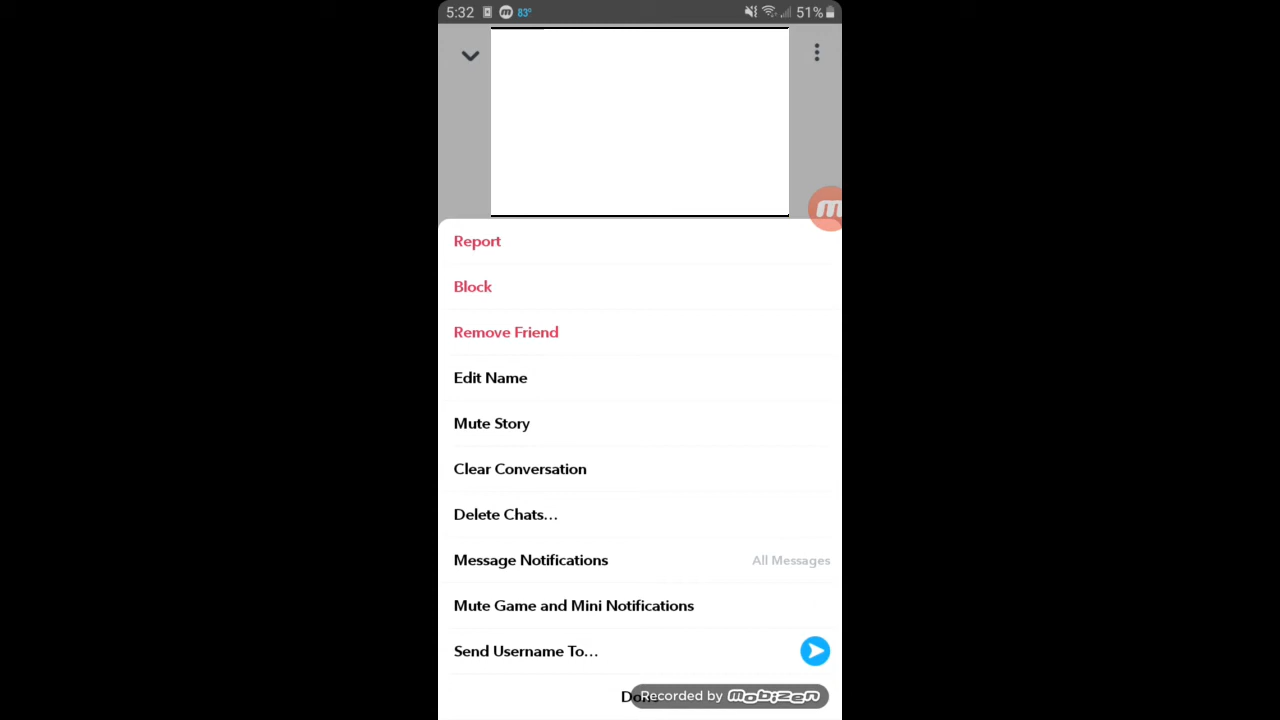 5:32 m 83° 51%
m
Report
Block
Remove Friend
Edit Name
Mute Story
Clear Conversation
Delete Chats...
Message Notifications All Messages
Mute Game and Mini Notifications
Send Username To...
Recorded by MOBIZEN